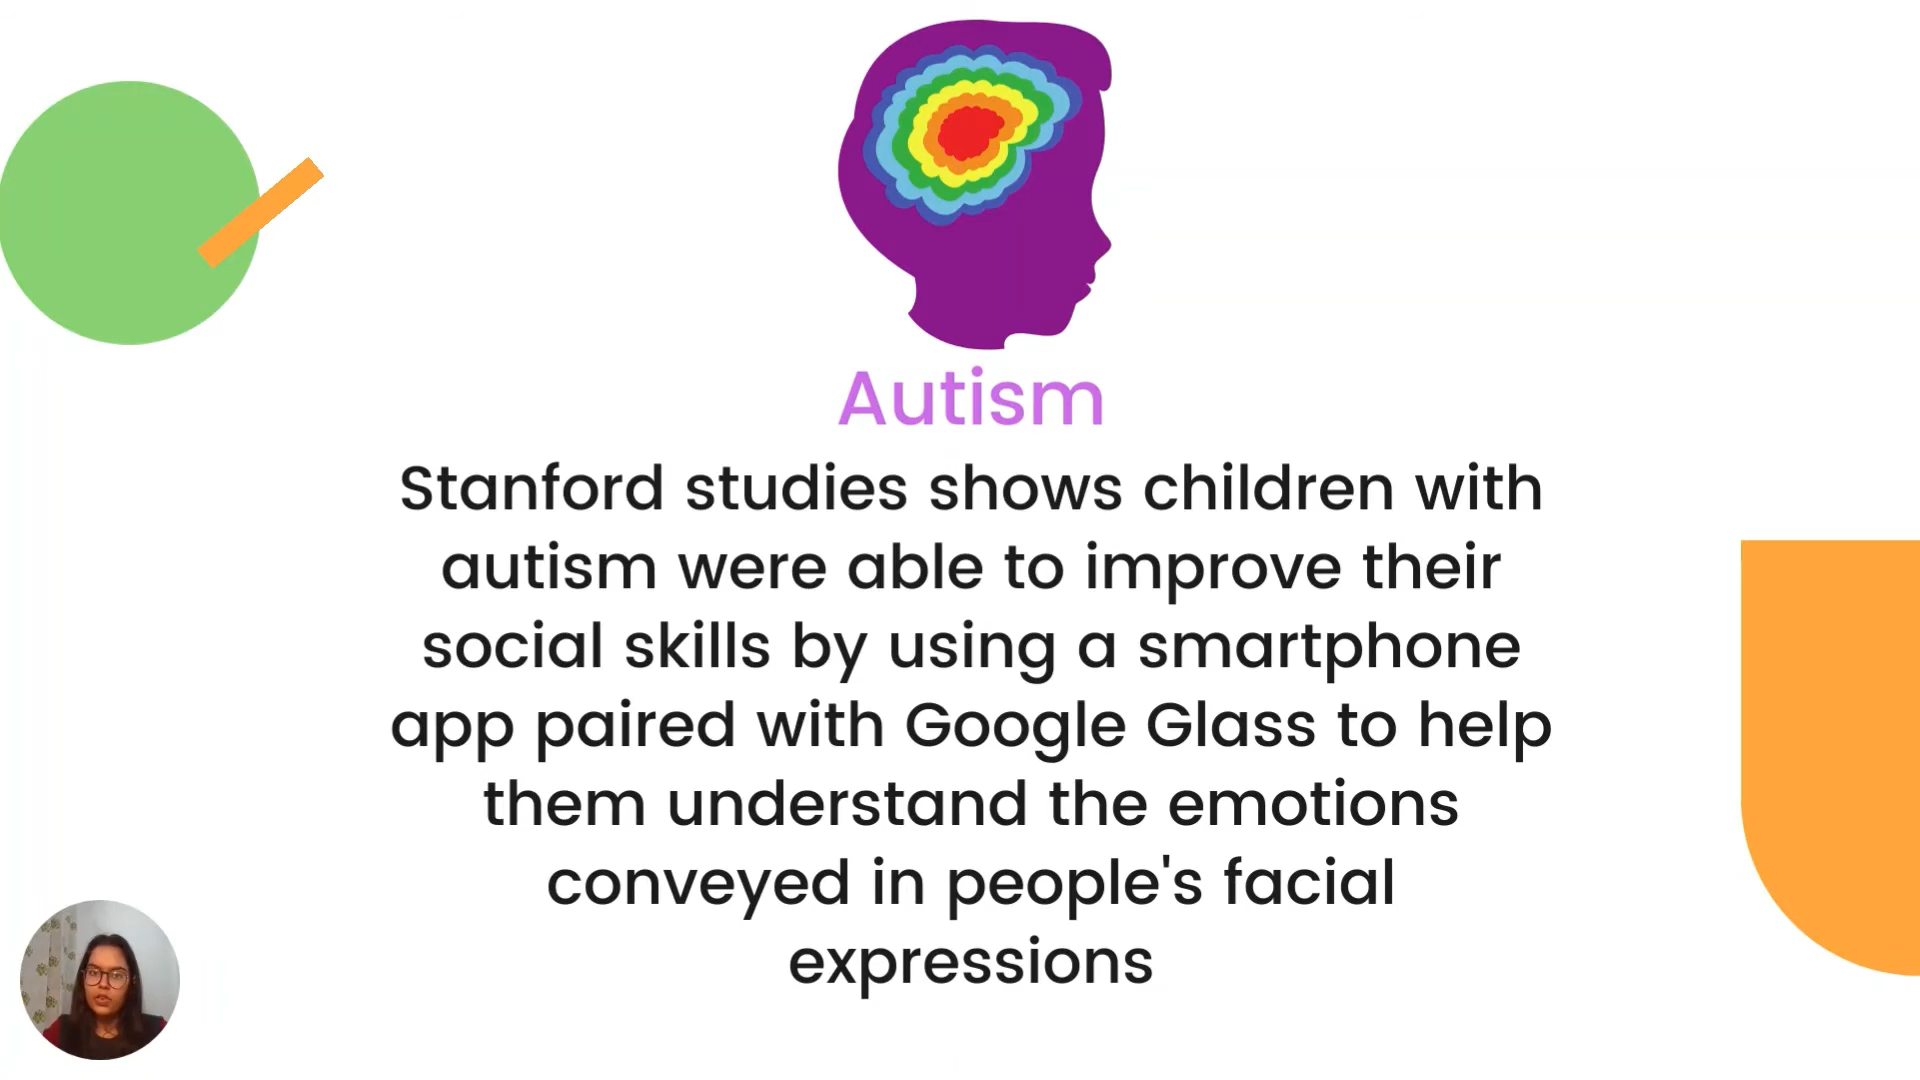 Autism
Stanford studies shows children with
autism were able to improve their
social skills by using a smartphone
app paired with Google Glass to help
them understand the emotions
conveyed in people's facial
expressions